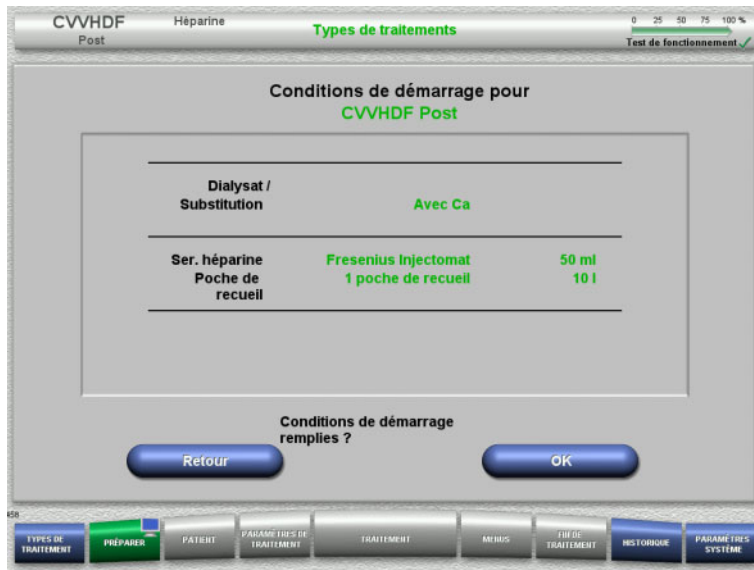 CVVHDF
Post
Héparine
Types de traitements
0 25 50 75 100 %
Test de fonctionnement
Conditions de démarrage pour
CVVHDF Post
Dialysat /
Substitution
Avec Ca
Ser. héparine Fresenius Injectomat 50 ml
Poche de recueil 1 poche de recueil 10 l
Conditions de démarrage
remplies ?
Retour
OK
TYPES DE
TRAITEMENT
PRÉPARER
PATIENT
PARAMÈTRES DE
TRAITEMENT
TRAITEMENT
MENUS
FIN DE
TRAITEMENT
HISTORIQUE
PARAMÈTRES
SYSTÈME